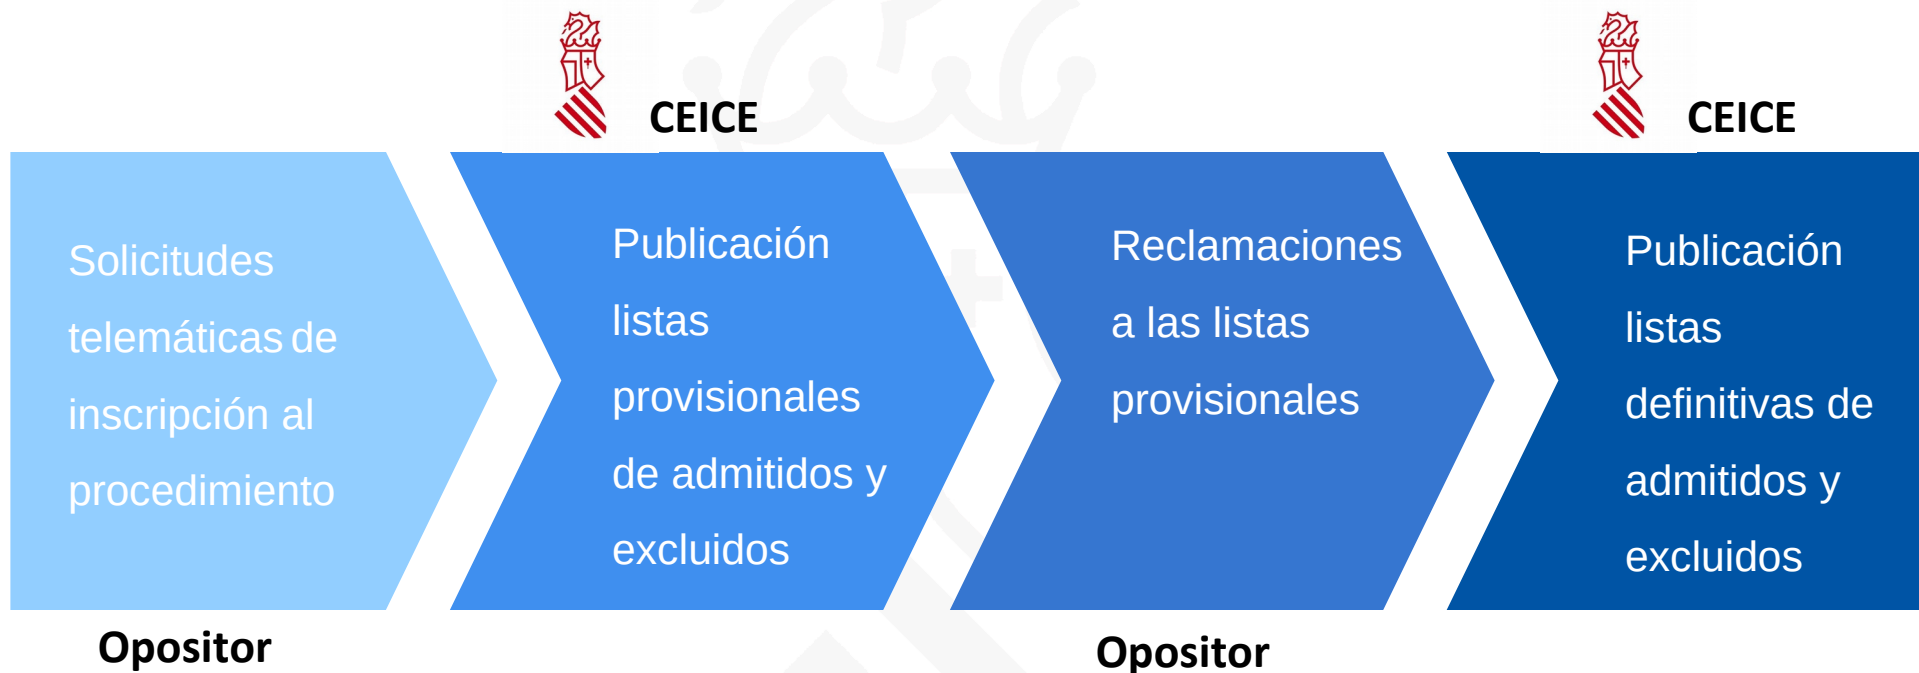 CEICE
CEICE
Solicitudes
telemáticas de
inscripción al
procedimiento
Publicación
listas
provisionales
de admitidos y
excluidos
Reclamaciones
a las listas
provisionales
Publicación
listas
definitivas de
admitidos y
excluidos
Opositor
Opositor